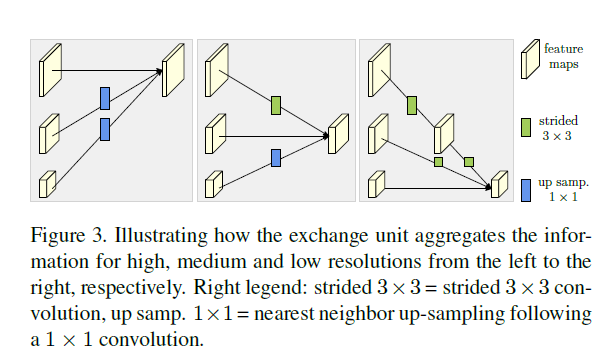 feature
maps
strided
3 × 3
up samp.
1 × 1
Figure 3. Illustrating how the exchange unit aggregates the infor-
mation for high, medium and low resolutions from the left to the
right, respectively. Right legend: strided 3 × 3 = strided 3 × 3 con-
volution, up samp. 1×1 = nearest neighbor up-sampling following
a 1 × 1 convolution.